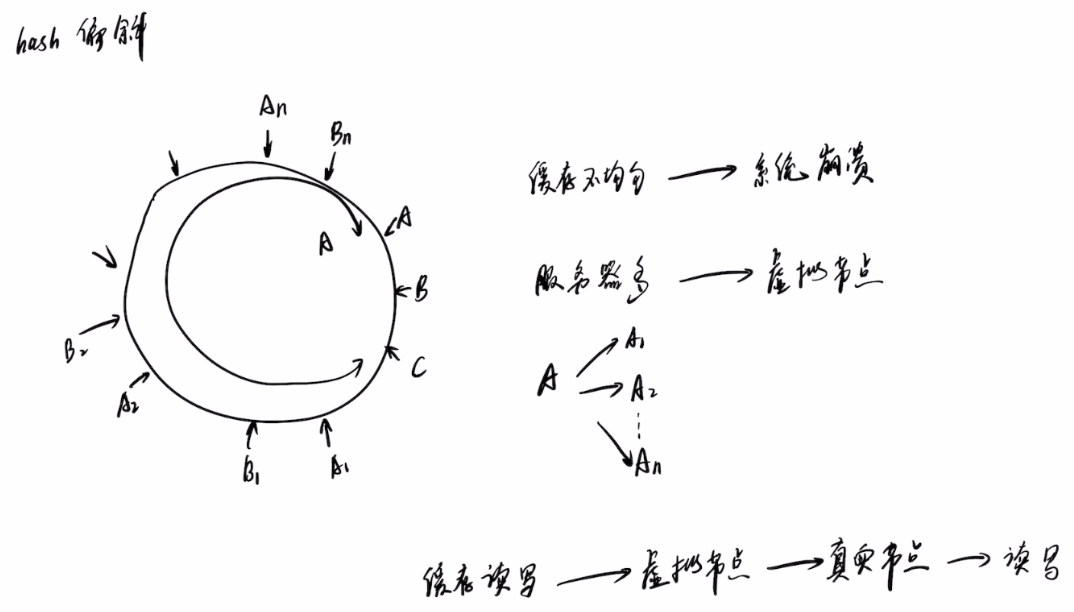 hash 偏斜
An
Bn
A
A
B
C
B2
A2
B1
A1
缓存不均匀 → 系统崩溃
服务器多 → 虚拟节点
A
A1
A2
An
缓存读写 → 虚拟节点 → 真实节点 → 读写